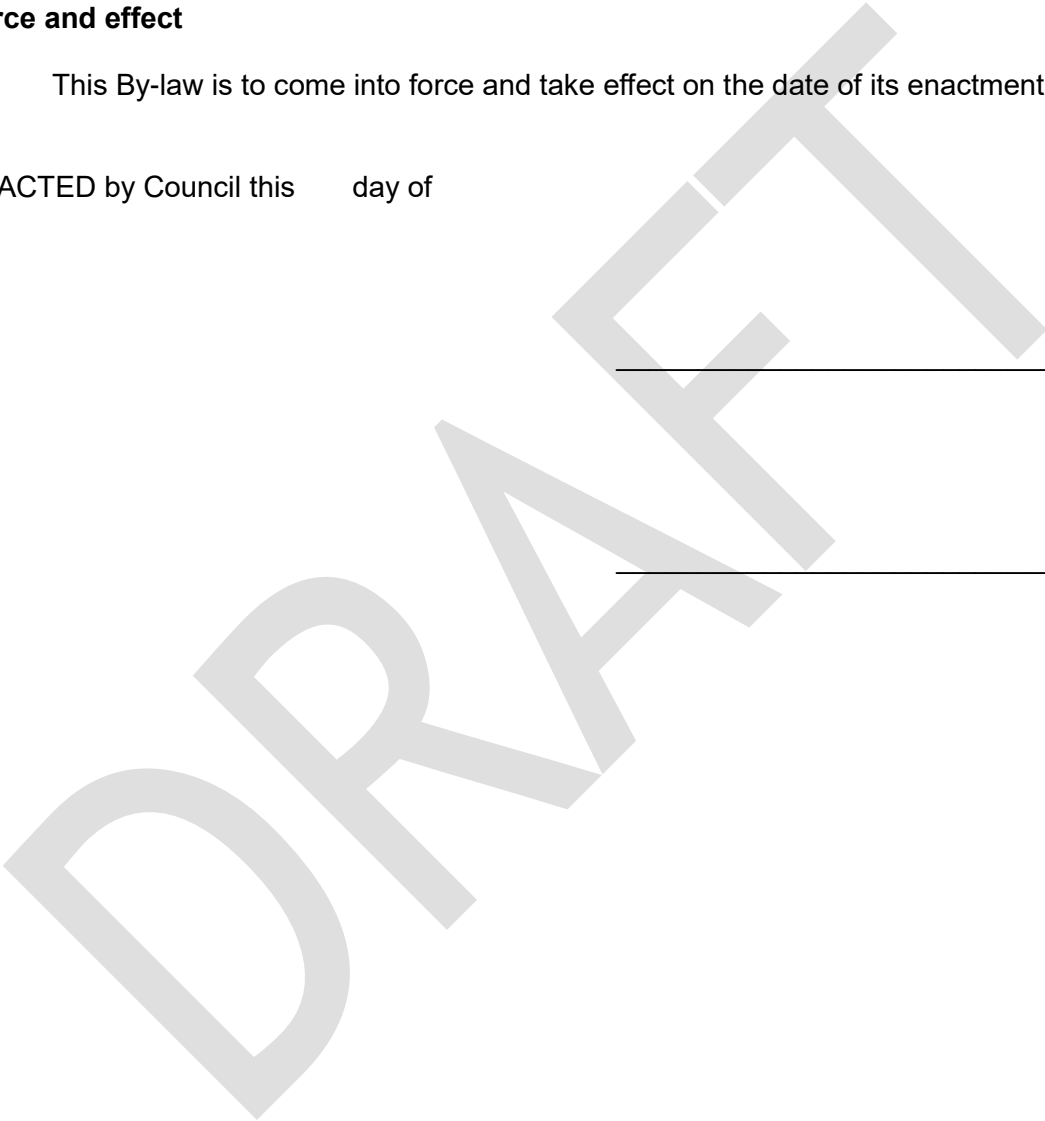 rce and effect
This By-law is to come into force and take effect on the date of its enactment
ACTED by Council this day of
DRAFT